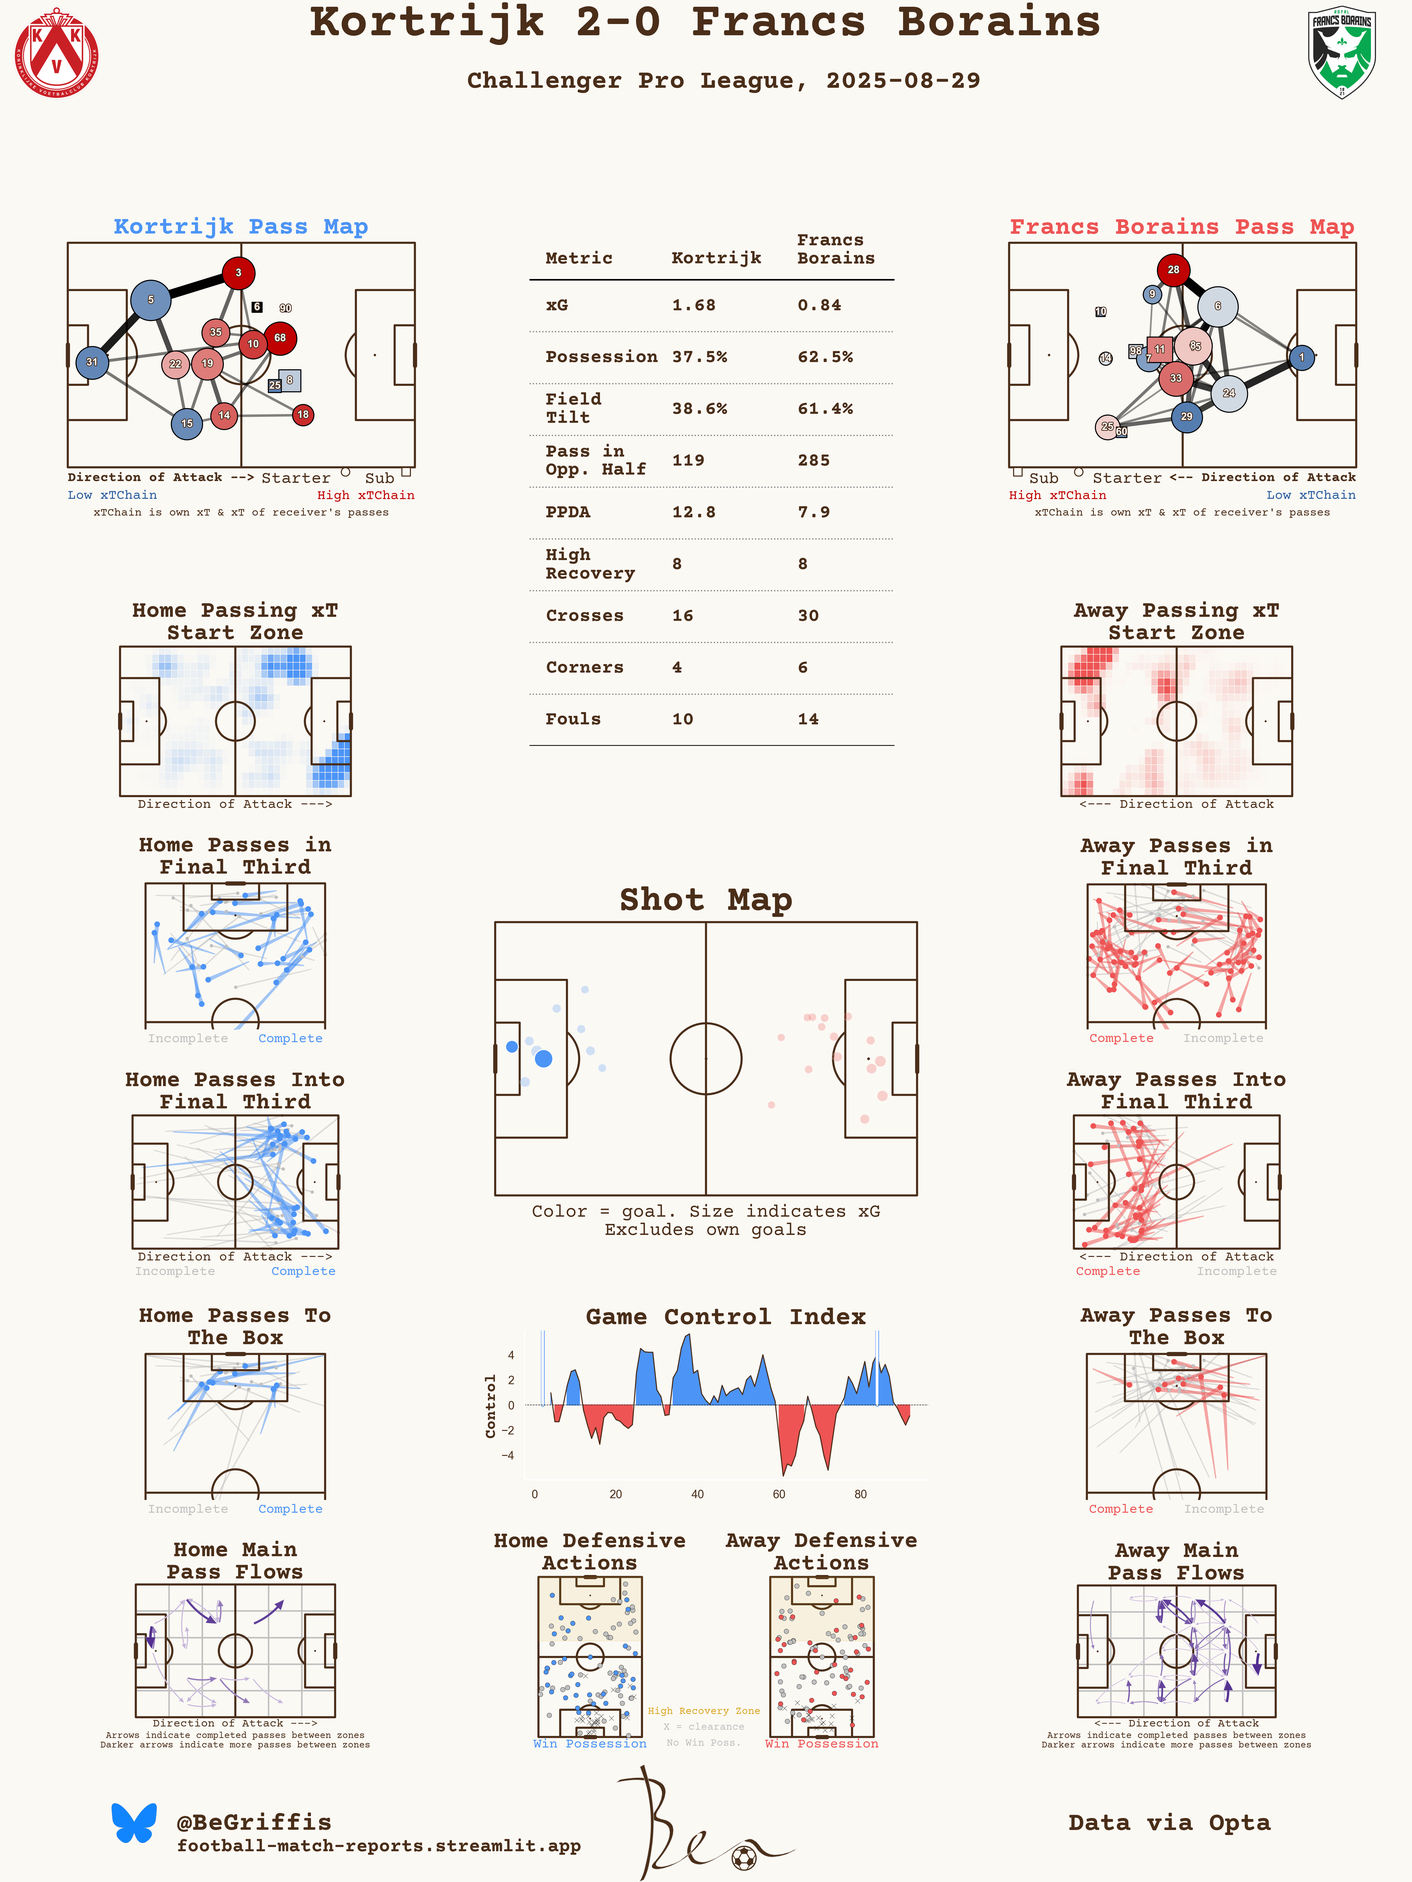 Kortrijk 2-0 Francs Borains
Challenger Pro League, 2025-08-29
K K
V
ROYAL
FRANCS BORAINS
Kortrijk Pass Map
3
5
6
90
35
10
68
31
22
19
25
8
15
14
18
Direction of Attack --> Starter Sub
Low xTChain High xTChain
xTChain is own xT & xT of receiver's passes
Metric Kortrijk Francs Borains
xG 1.68 0.84
Possession 37.5% 62.5%
Field Tilt 38.6% 61.4%
Pass in Opp. Half 119 285
PPDA 12.8 7.9
High Recovery 8 8
Crosses 16 30
Corners 4 6
Fouls 10 14
Francs Borains Pass Map
28
9
6
10
98
11
7
14
1
33
24
29
25
60
Sub Starter <-- Direction of Attack
High xTChain Low xTChain
xTChain is own xT & xT of receiver's passes
Home Passing xT
Start Zone
Direction of Attack --->
Away Passing xT
Start Zone
<--- Direction of Attack
Home Passes in
Final Third
Incomplete Complete
Away Passes in
Final Third
Complete Incomplete
Shot Map
Color = goal. Size indicates xG
Excludes own goals
Home Passes Into
Final Third
Direction of Attack --->
Incomplete Complete
Away Passes Into
Final Third
<--- Direction of Attack
Complete Incomplete
Home Passes To
The Box
Incomplete Complete
Game Control Index
Control
4
2
0
−2
−4
0 20 40 60 80
Away Passes To
The Box
Complete Incomplete
Home Main
Pass Flows
Direction of Attack --->
Arrows indicate completed passes between zones
Darker arrows indicate more passes between zones
Home Defensive
Actions
Win Possession
Away Defensive
Actions
Win Possession
High Recovery Zone
X = clearance
No Win Poss.
Away Main
Pass Flows
<--- Direction of Attack
Arrows indicate completed passes between zones
Darker arrows indicate more passes between zones
@BeGriffis
football-match-reports.streamlit.app
Ben
Data via Opta